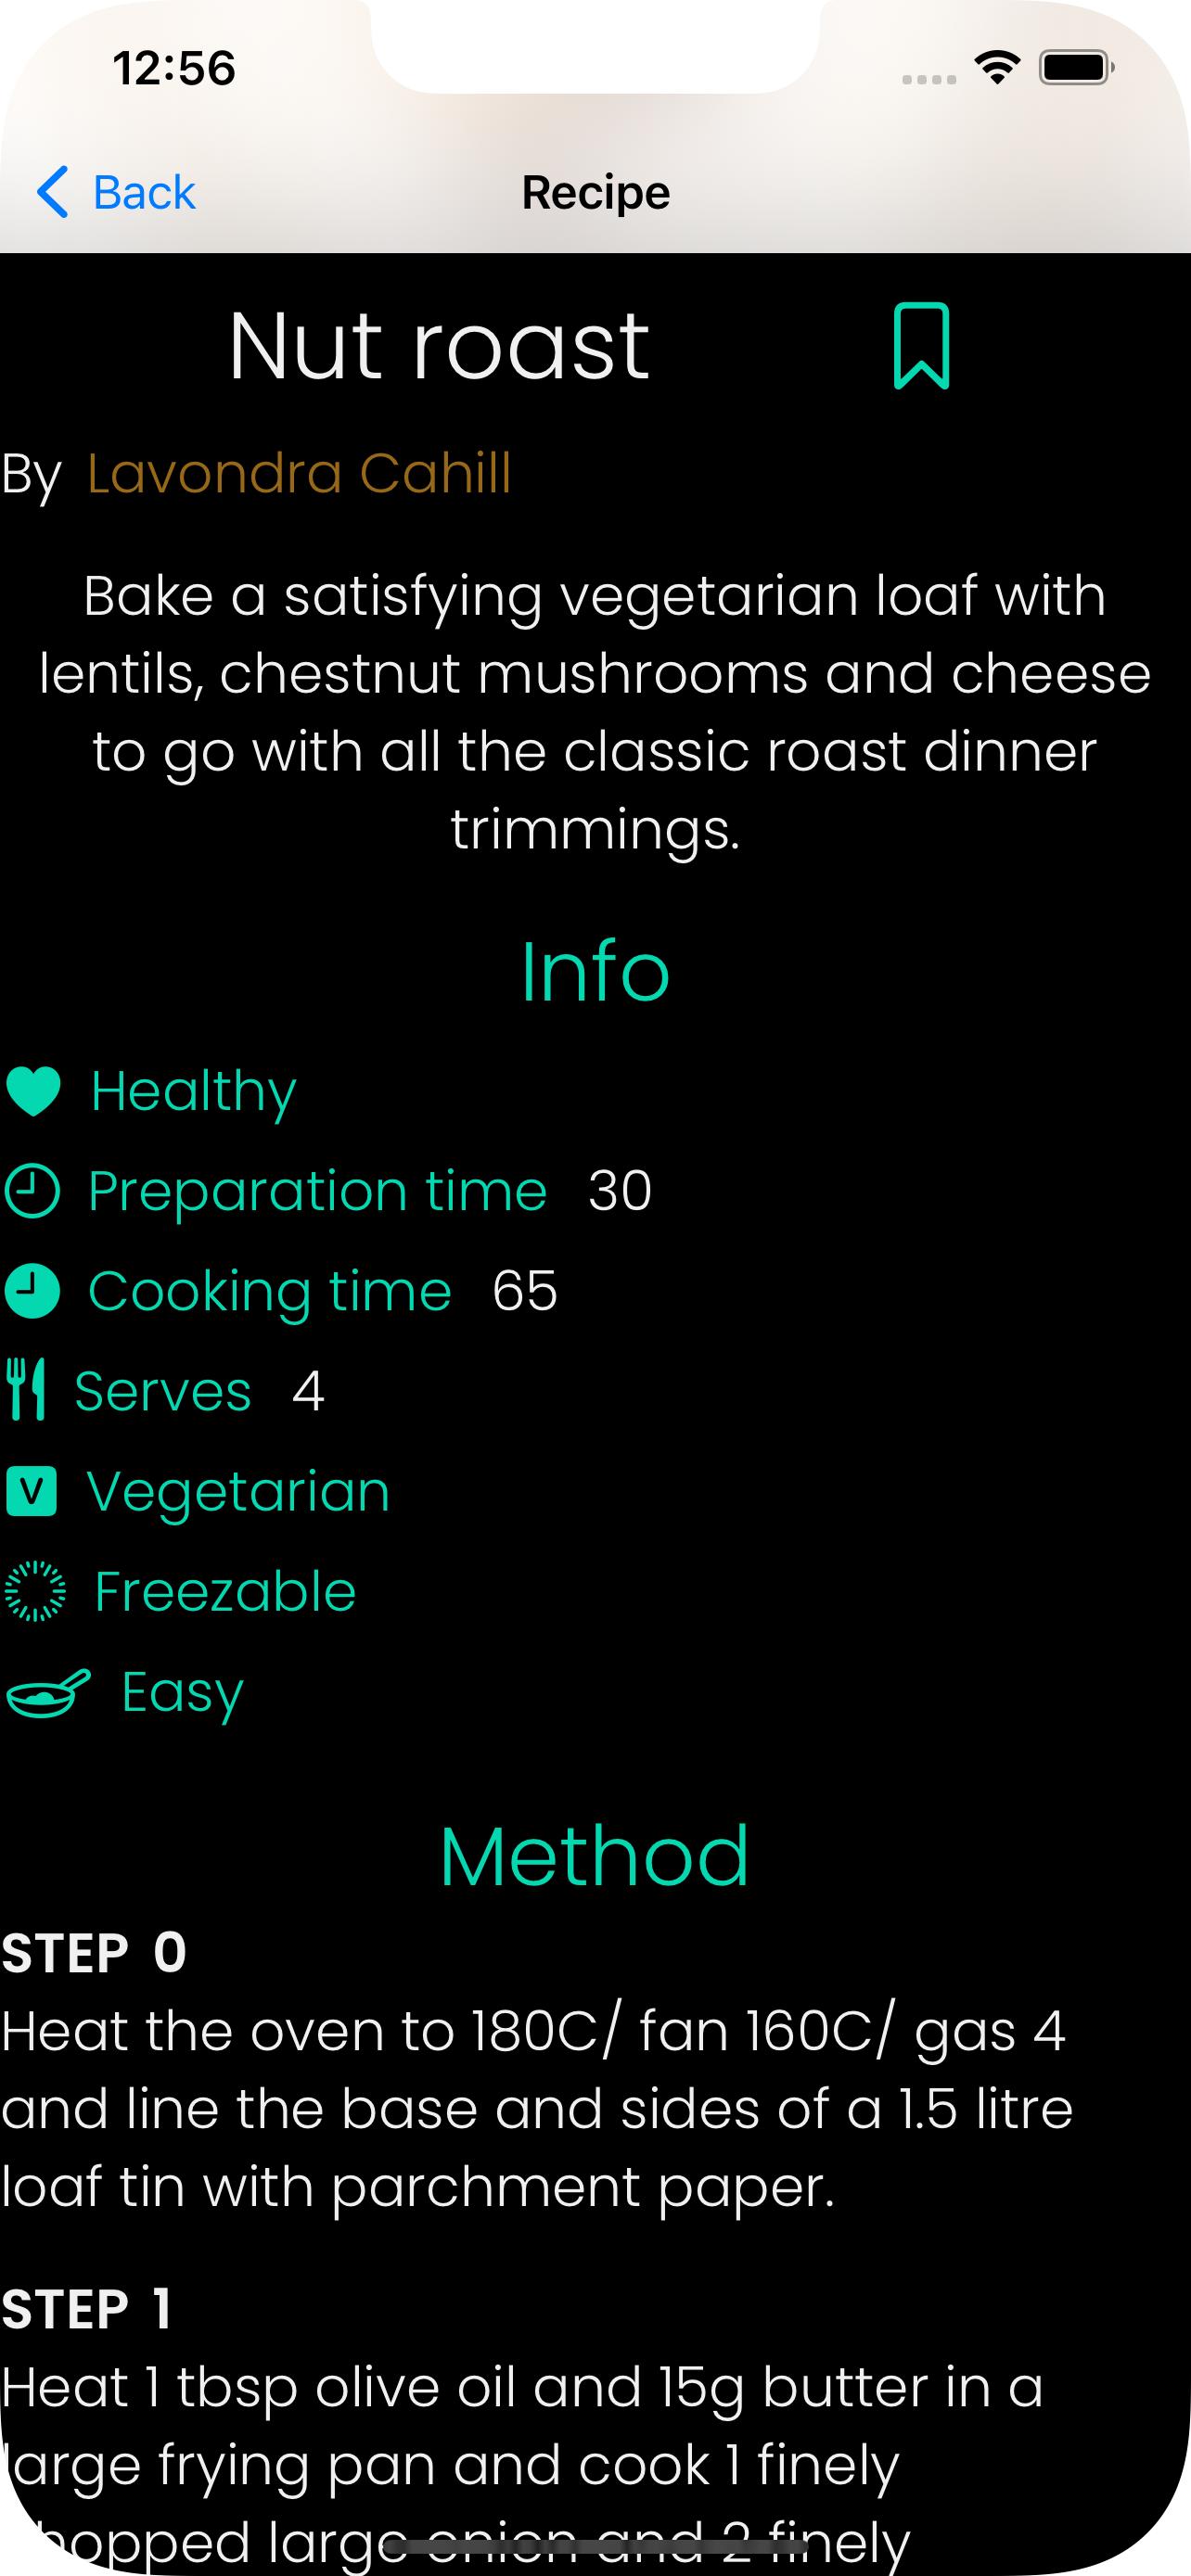 12:56
Back
Recipe
Nut roast
By Lavondra Cahill
Bake a satisfying vegetarian loaf with
lentils, chestnut mushrooms and cheese
to go with all the classic roast dinner
trimmings.
Info
Healthy
Preparation time 30
Cooking time 65
Serves 4
V Vegetarian
Freezable
Easy
Method
STEP 0
Heat the oven to 180C/ fan 160C/ gas 4
and line the base and sides of a 1.5 litre
loaf tin with parchment paper.
STEP 1
Heat 1 tbsp olive oil and 15g butter in a
large frying pan and cook 1 finely
chopped large onion and 2 finely